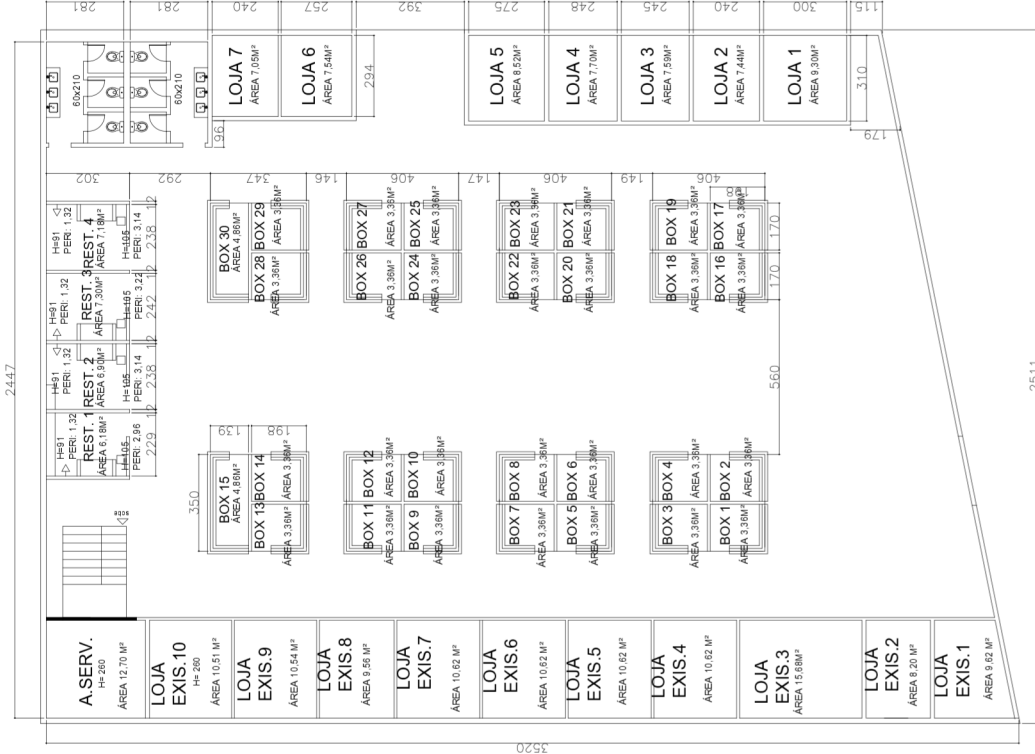 281
281
240
257
392
275
248
245
240
300
115
60x210
60x210
LOJA 7
ÁREA 7,05M²
LOJA 6
ÁREA 7,54M²
294
LOJA 5
ÁREA 8,52M²
LOJA 4
ÁREA 7,70M²
LOJA 3
ÁREA 7,59M²
LOJA 2
ÁREA 7,44M²
LOJA 1
ÁREA 9,30M²
310
96
179
302
292
347
146
406
147
406
149
406
2447
2511
H=91
PERI: 1,32
REST. 4
ÁREA 7,18M²
H=105
PERI: 3,14
12
238
H=91
PERI: 1,32
REST. 3
ÁREA 7,30M²
H=105
PERI: 3,22
12
242
H=91
PERI: 1,32
REST. 2
ÁREA 6,90M²
H=105
PERI: 3,14
12
238
H=91
PERI: 1,32
REST. 1
ÁREA 6,18M²
H=105
PERI: 2,96
12
229
BOX 30
ÁREA 4,86M²
BOX 29
ÁREA 3,36M²
BOX 28
ÁREA 3,36M²
BOX 27
ÁREA 3,36M²
BOX 25
ÁREA 3,36M²
BOX 26
ÁREA 3,36M²
BOX 24
ÁREA 3,36M²
BOX 23
ÁREA 3,36M²
BOX 21
ÁREA 3,36M²
BOX 22
ÁREA 3,36M²
BOX 20
ÁREA 3,36M²
BOX 19
ÁREA 3,36M²
BOX 17
ÁREA 3,36M²
BOX 18
ÁREA 3,36M²
BOX 16
ÁREA 3,36M²
170
170
560
139
198
350
BOX 15
ÁREA 4,86M²
BOX 14
ÁREA 3,36M²
BOX 13
ÁREA 3,36M²
BOX 12
ÁREA 3,36M²
BOX 10
ÁREA 3,36M²
BOX 11
ÁREA 3,36M²
BOX 9
ÁREA 3,36M²
BOX 8
ÁREA 3,36M²
BOX 6
ÁREA 3,36M²
BOX 7
ÁREA 3,36M²
BOX 5
ÁREA 3,36M²
BOX 4
ÁREA 3,36M²
BOX 2
ÁREA 3,36M²
BOX 3
ÁREA 3,36M²
BOX 1
ÁREA 3,36M²
sobe
A.SERV.
H= 260
ÁREA 12,70 M²
LOJA
EXIS.10
H= 260
ÁREA 10,51 M²
LOJA
EXIS.9
ÁREA 10,54 M²
LOJA
EXIS.8
ÁREA 9,56 M²
LOJA
EXIS.7
ÁREA 10,62 M²
LOJA
EXIS.6
ÁREA 10,62 M²
LOJA
EXIS.5
ÁREA 10,62 M²
LOJA
EXIS.4
ÁREA 10,62 M²
LOJA
EXIS.3
ÁREA 15,68M²
LOJA
EXIS.2
ÁREA 8,20 M²
LOJA
EXIS.1
ÁREA 9,62 M²
3520